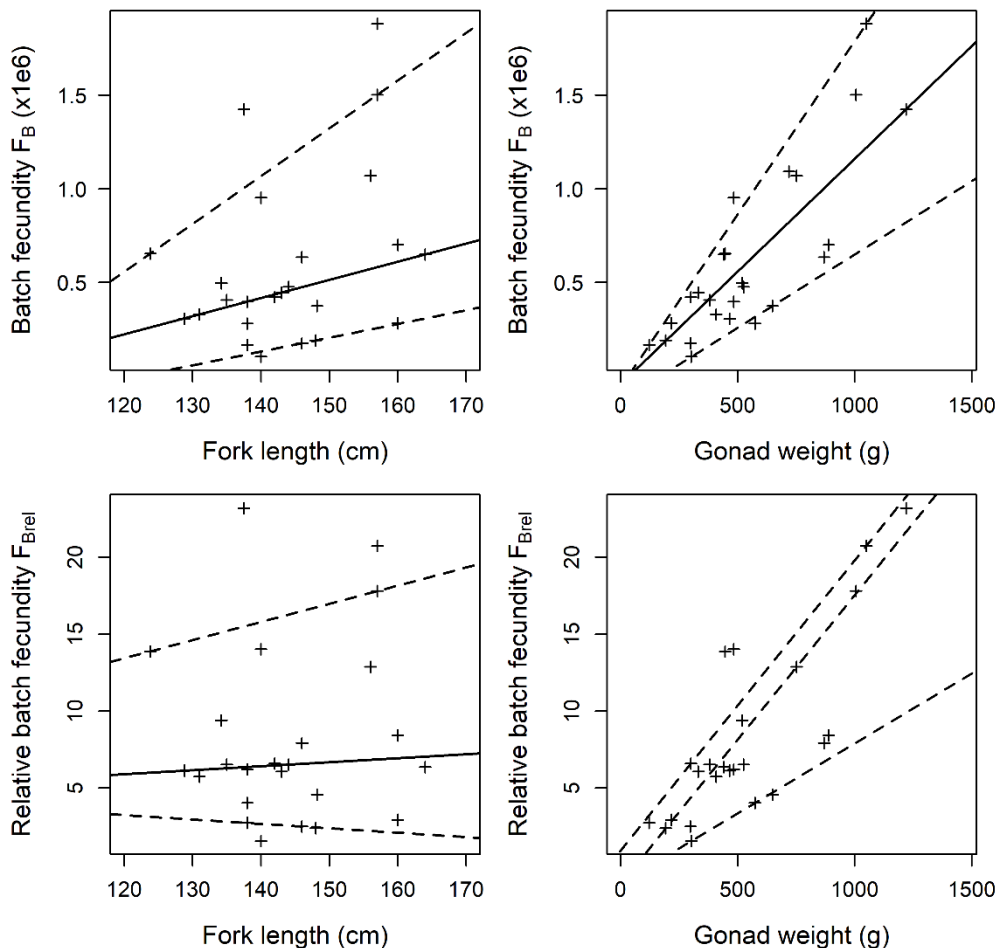 Batch fecundity F_B (x1e6)
0.5 1.0 1.5
120 130 140 150 160 170
Fork length (cm)
Batch fecundity F_B (x1e6)
0.5 1.0 1.5
0 500 1000 1500
Gonad weight (g)
Relative batch fecundity F_Brel
5 10 15 20
120 130 140 150 160 170
Fork length (cm)
Relative batch fecundity F_Brel
5 10 15 20
0 500 1000 1500
Gonad weight (g)